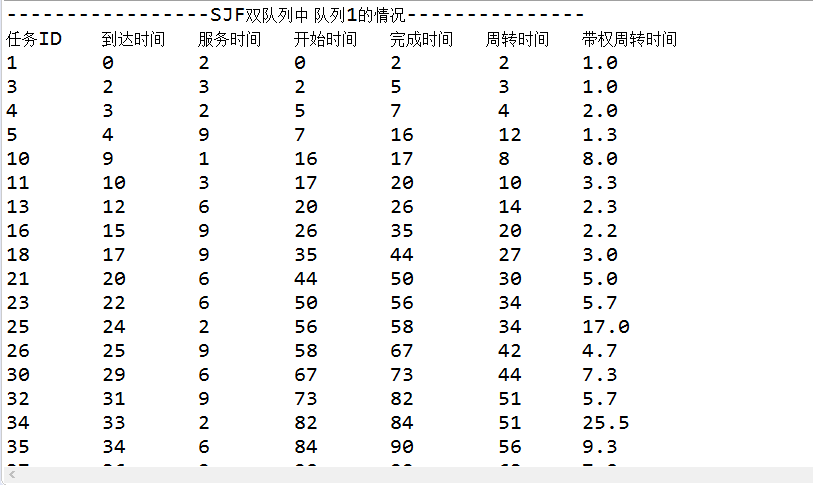 -----------------SJF双队列中 队列1的情况---------------
任务ID 到达时间 服务时间 开始时间 完成时间 周转时间 带权周转时间
1 0 2 0 2 2 1.0
3 2 3 2 5 3 1.0
4 3 2 5 7 4 2.0
5 4 9 7 16 12 1.3
10 9 1 16 17 8 8.0
11 10 3 17 20 10 3.3
13 12 6 20 26 14 2.3
16 15 9 26 35 20 2.2
18 17 9 35 44 27 3.0
21 20 6 44 50 30 5.0
23 22 6 50 56 34 5.7
25 24 2 56 58 34 17.0
26 25 9 58 67 42 4.7
30 29 6 67 73 44 7.3
32 31 9 73 82 51 5.7
34 33 2 82 84 51 25.5
35 34 6 84 90 56 9.3